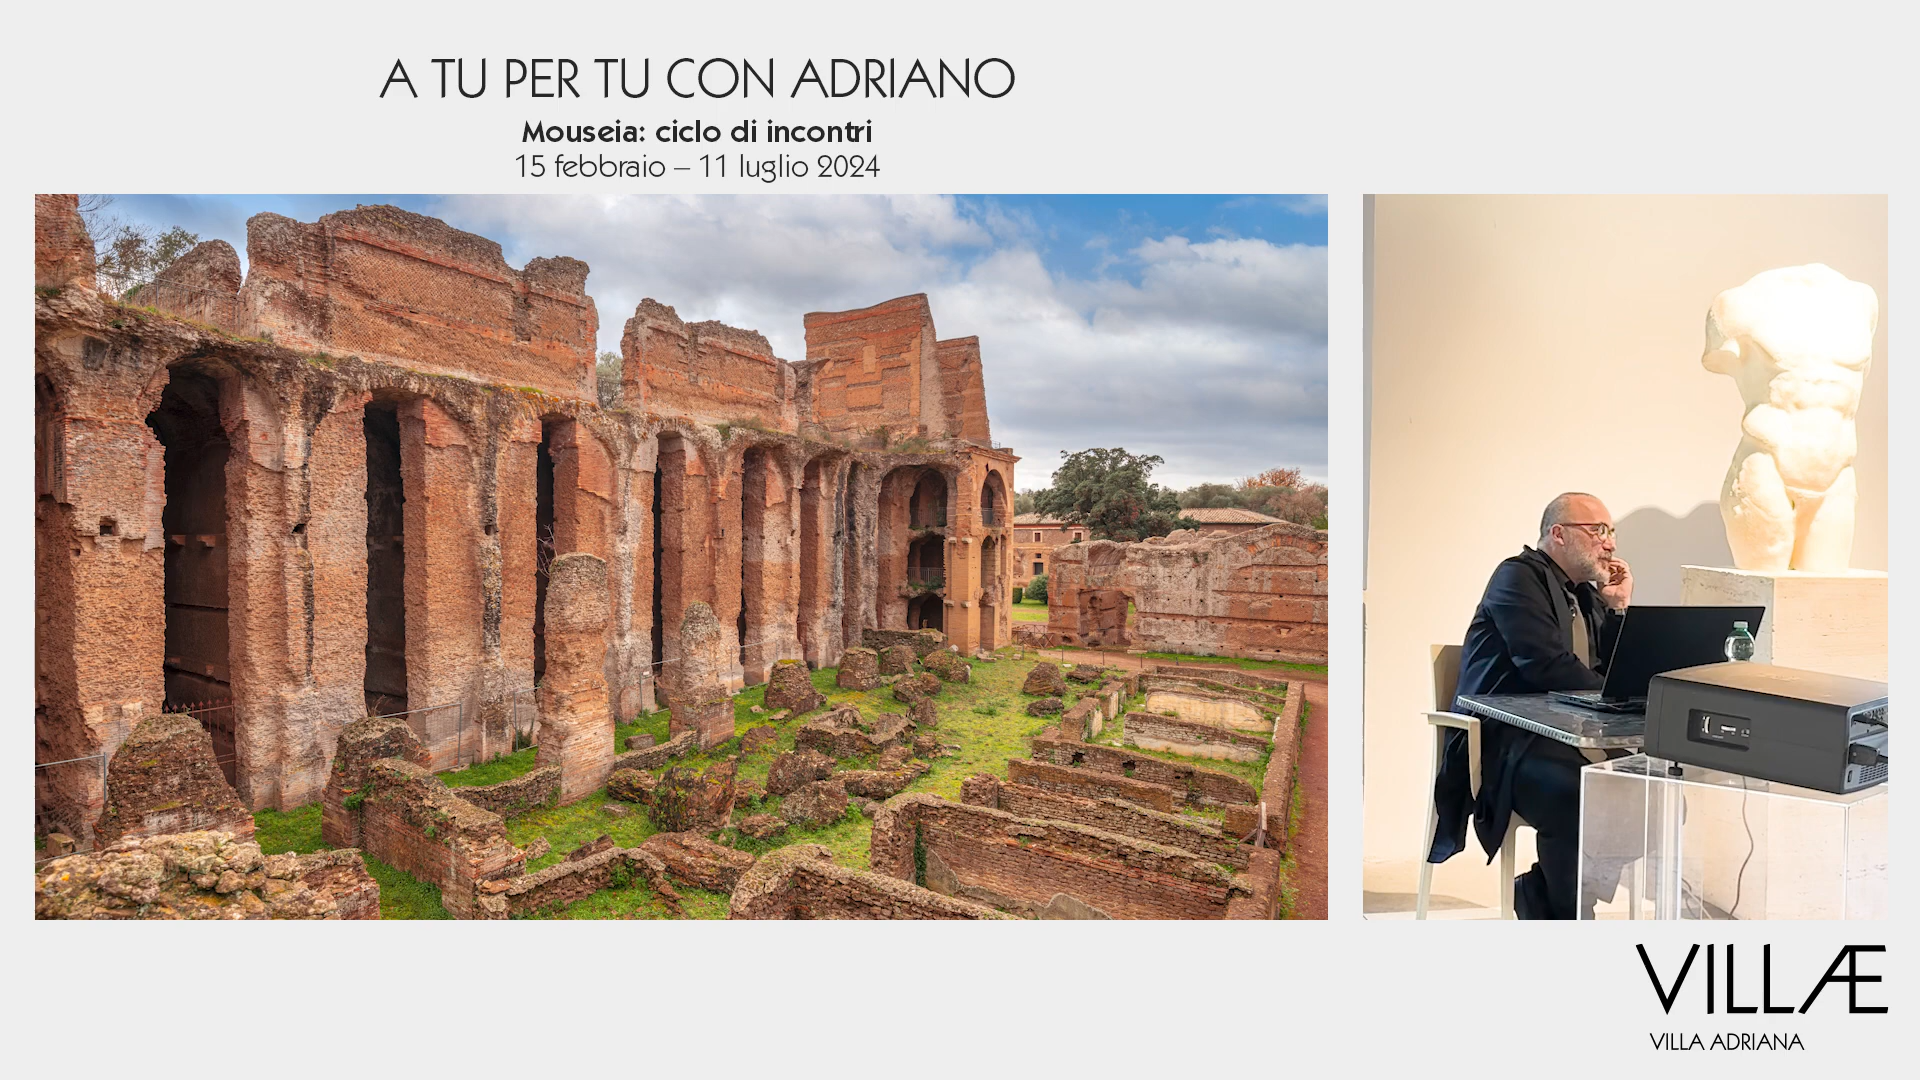 A TU PER TU CON ADRIANO
Mouseia: ciclo di incontri
15 febbraio – 11 luglio 2024
VILLÆ
VILLA ADRIANA